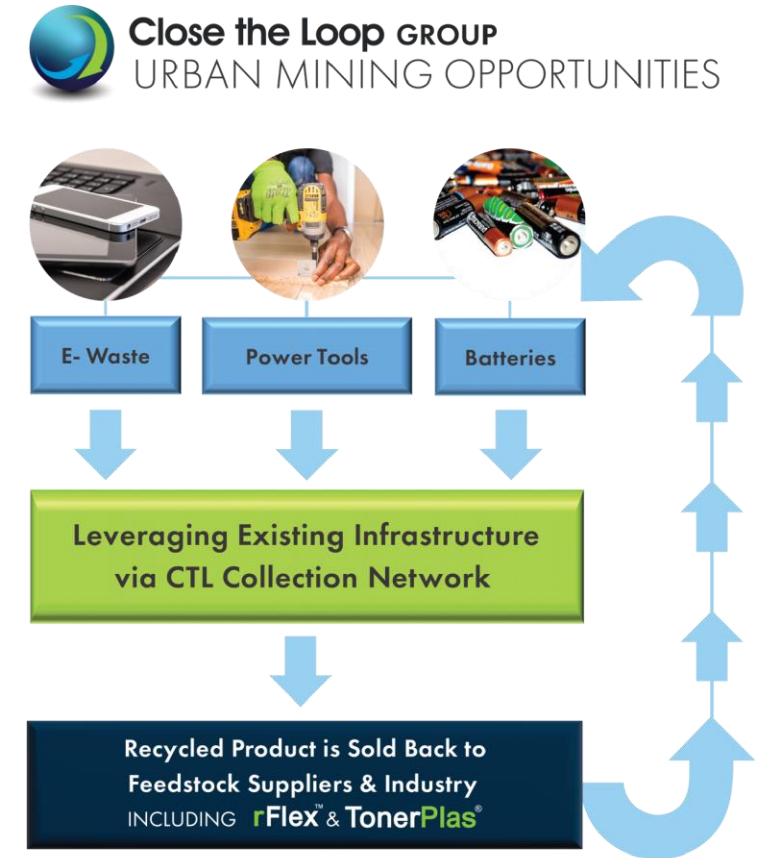 Close the Loop GROUP
URBAN MINING OPPORTUNITIES
E- Waste
Power Tools
Batteries
Leveraging Existing Infrastructure
via CTL Collection Network
Recycled Product is Sold Back to
Feedstock Suppliers & Industry
INCLUDING rFlex™ & TonerPlas®